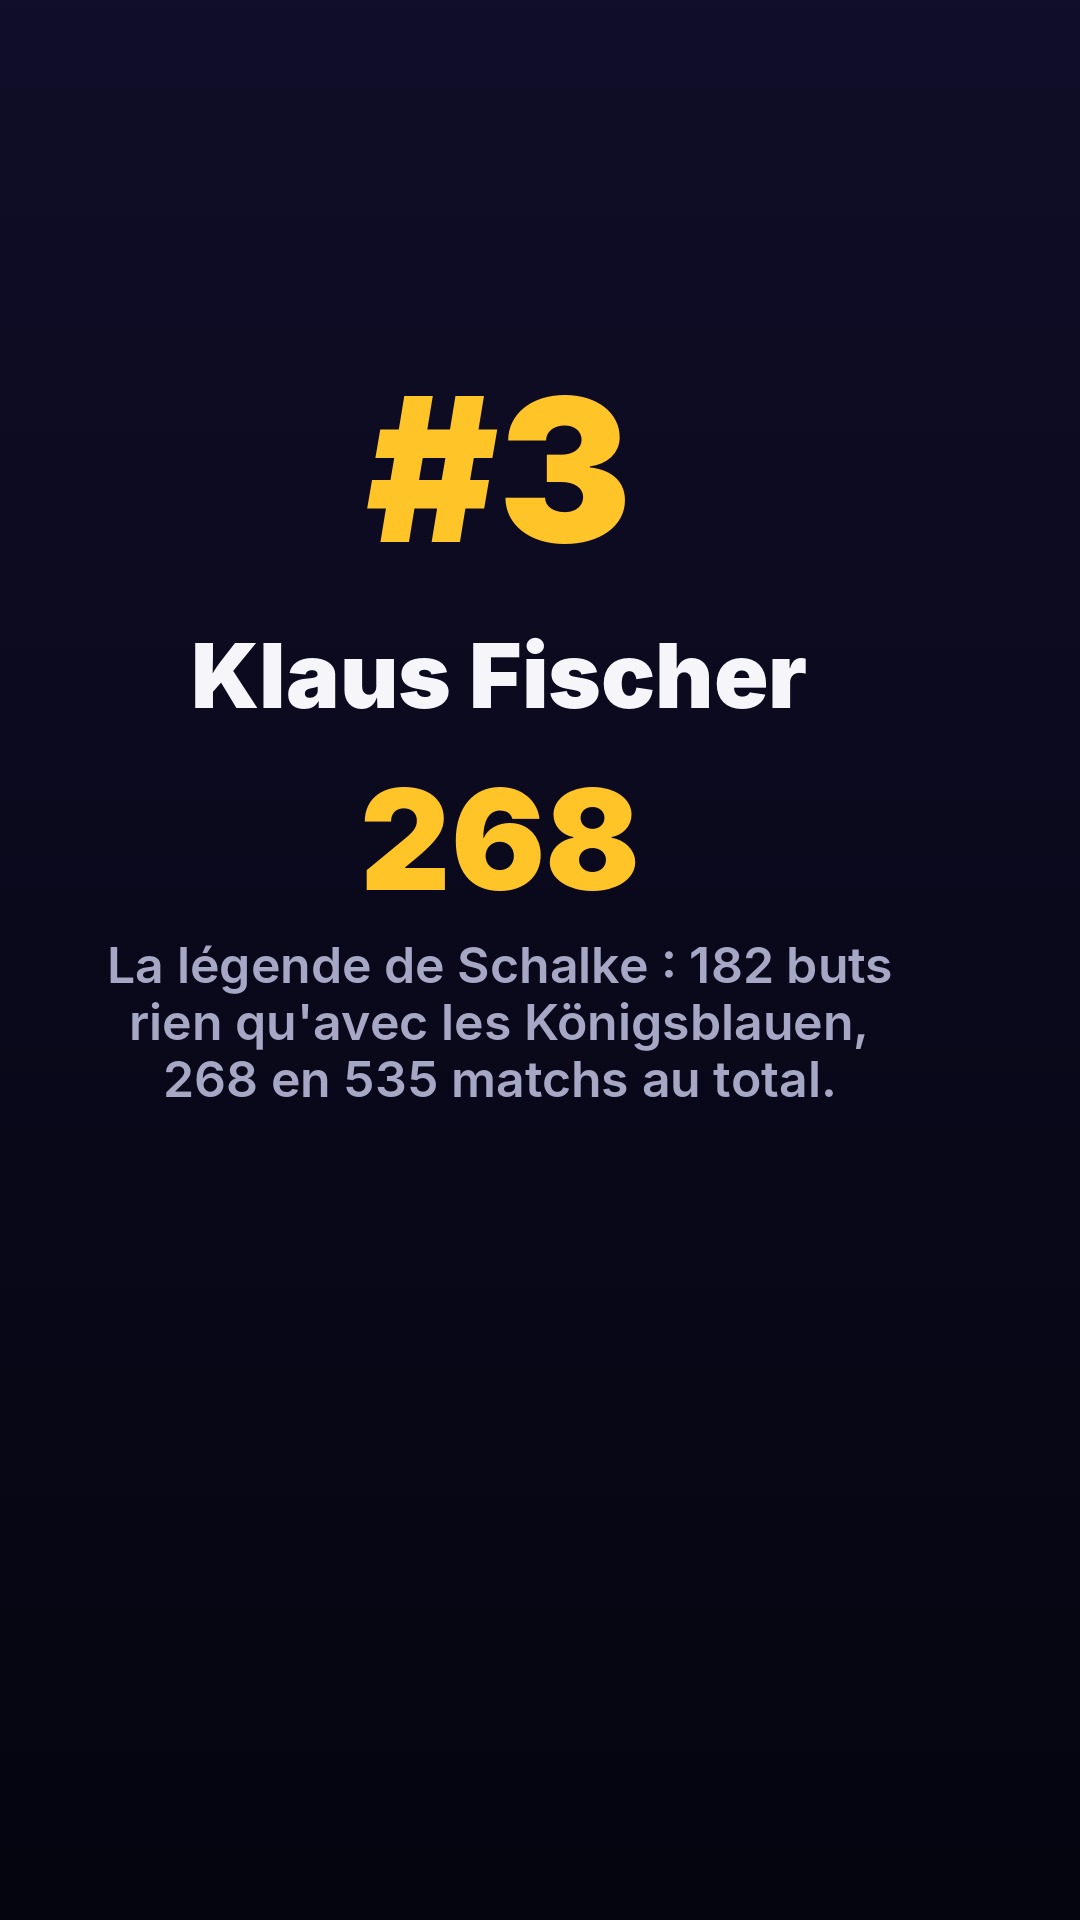 #3
Klaus Fischer
268
La légende de Schalke : 182 buts
rien qu'avec les Königsblauen,
268 en 535 matchs au total.